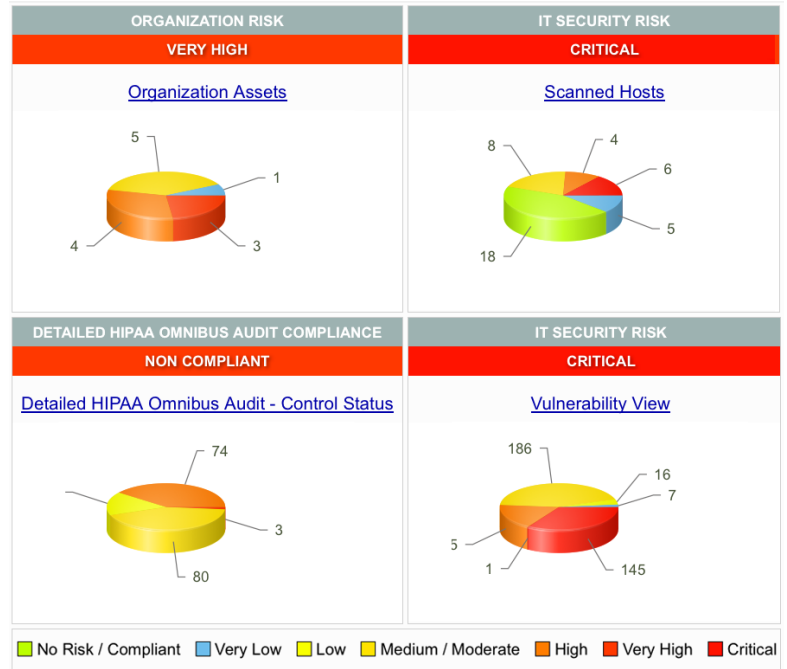 ORGANIZATION RISK
VERY HIGH
Organization Assets
5
1
4
3
IT SECURITY RISK
CRITICAL
Scanned Hosts
8
4
6
5
18
DETAILED HIPAA OMNIBUS AUDIT COMPLIANCE
NON COMPLIANT
Detailed HIPAA Omnibus Audit - Control Status
74
3
80
IT SECURITY RISK
CRITICAL
Vulnerability View
186
16
7
5
1
145
No Risk / Compliant Very Low Low Medium / Moderate High Very High Critical